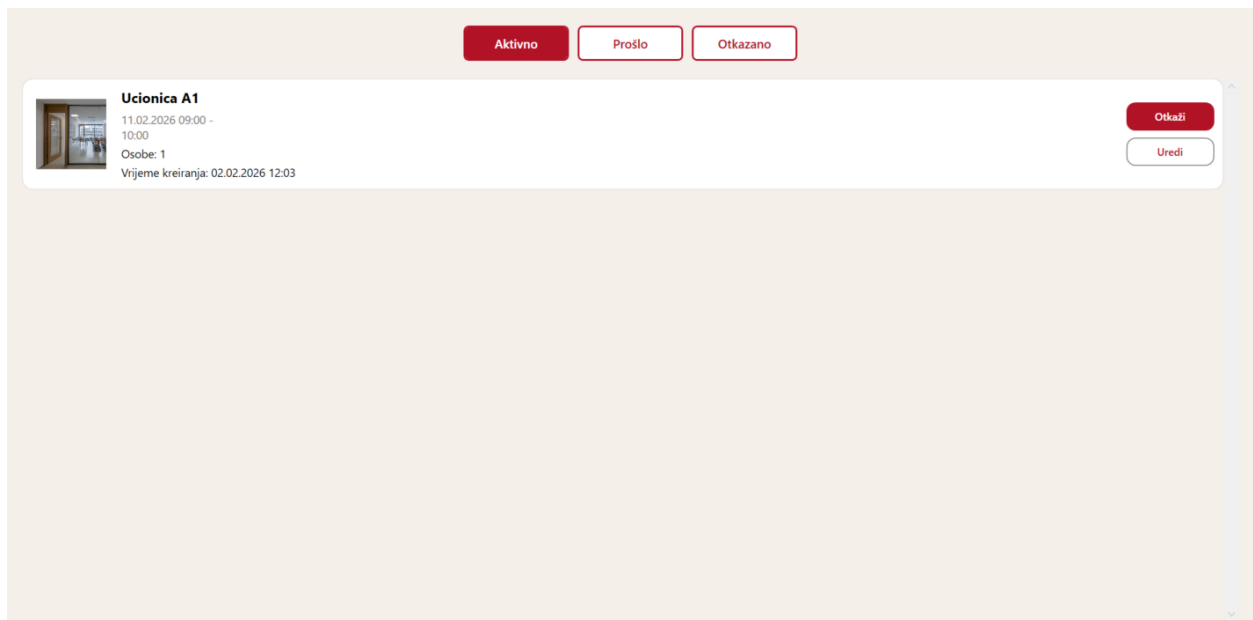 Aktivno
Prošlo
Otkazano
Ucionica A1
11.02.2026 09:00 -
10:00
Osobe: 1
Vrijeme kreiranja: 02.02.2026 12:03
Otkaži
Uredi